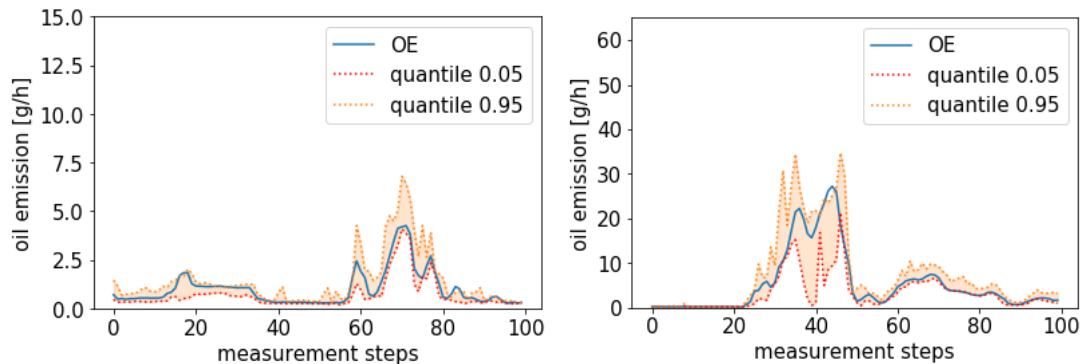 15.0
12.5
10.0
7.5
5.0
2.5
0.0
oil emission [g/h]
OE
quantile 0.05
quantile 0.95
0 20 40 60 80 100
measurement steps
60
50
40
30
20
10
0
oil emission [g/h]
OE
quantile 0.05
quantile 0.95
0 20 40 60 80 100
measurement steps